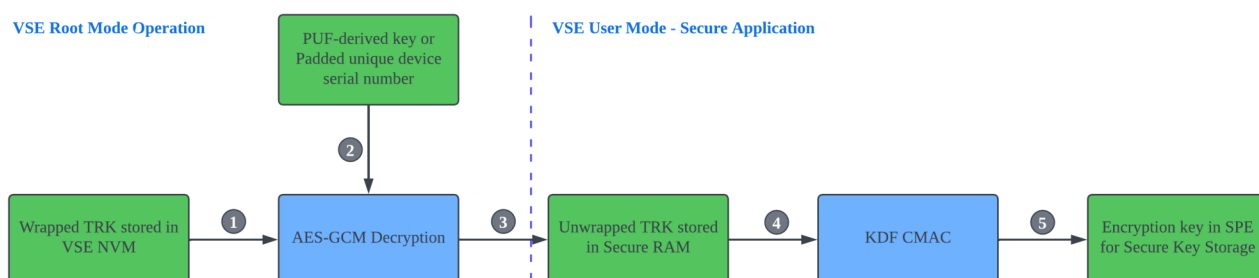 VSE Root Mode Operation
VSE User Mode - Secure Application
PUF-derived key or
Padded unique device
serial number
2
Wrapped TRK stored in
VSE NVM
1
AES-GCM Decryption
3
Unwrapped TRK stored
in Secure RAM
4
KDF CMAC
5
Encryption key in SPE
for Secure Key Storage